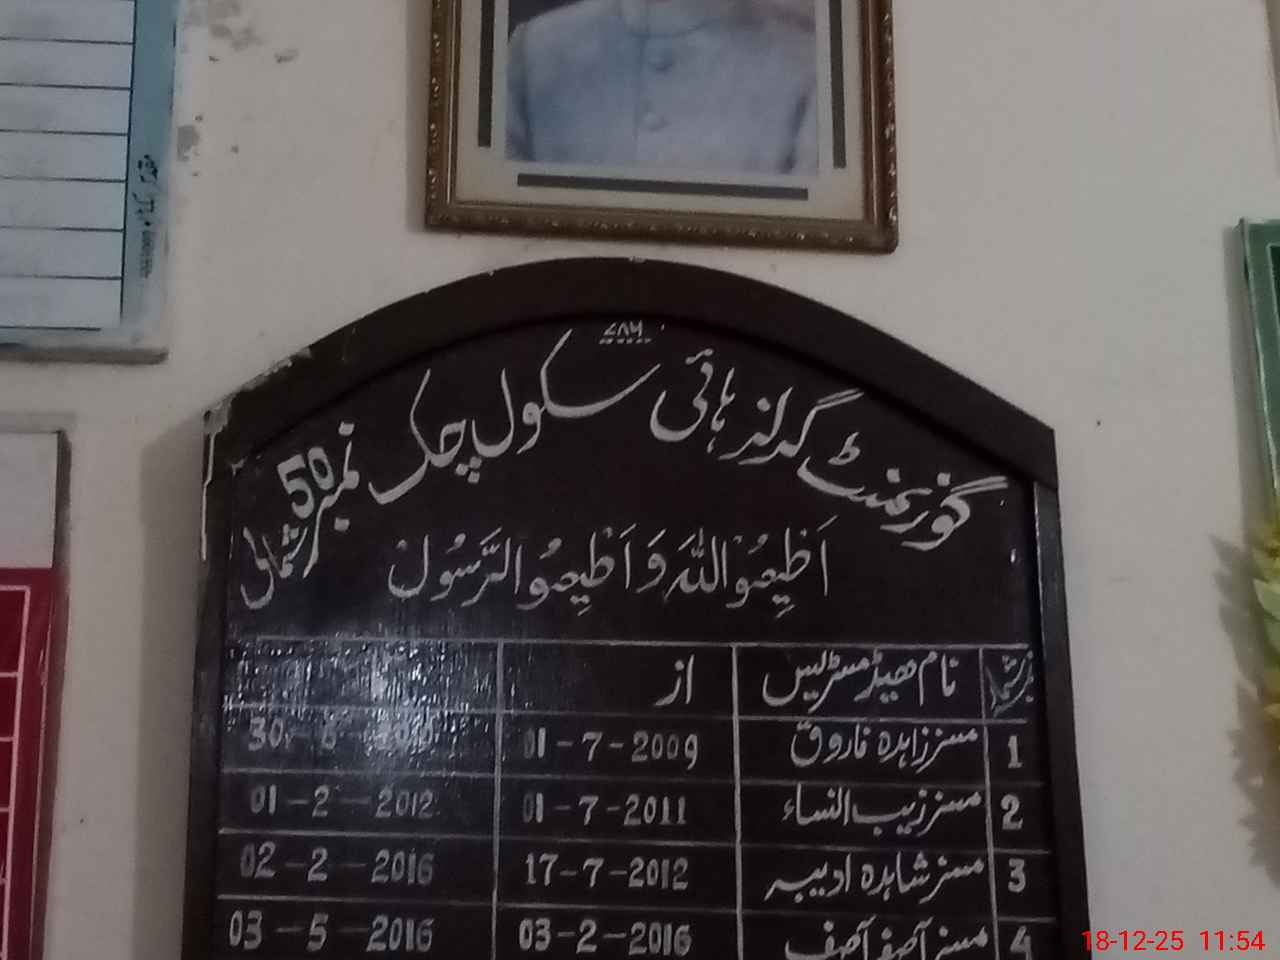 ۷۸۶
گورنمنٹ گرلز ہائی سکول چک نمبر 50 شمالی
اَطِیعُوا اللہَ وَ اَطِیعُو الرَّسُول
نمبر شمار نام ھیڈ مسٹریس از
1 مسز زاہدہ فاروق 01-7-2009
2 مسز زیب النساء 01-7-2011 01-2-2012
3 مسز شاہدہ ادیبہ 17-7-2012 02-2-2016
4 مسز آصفہ آصف 03-2-2016 03-5-2016
18-12-25 11:54